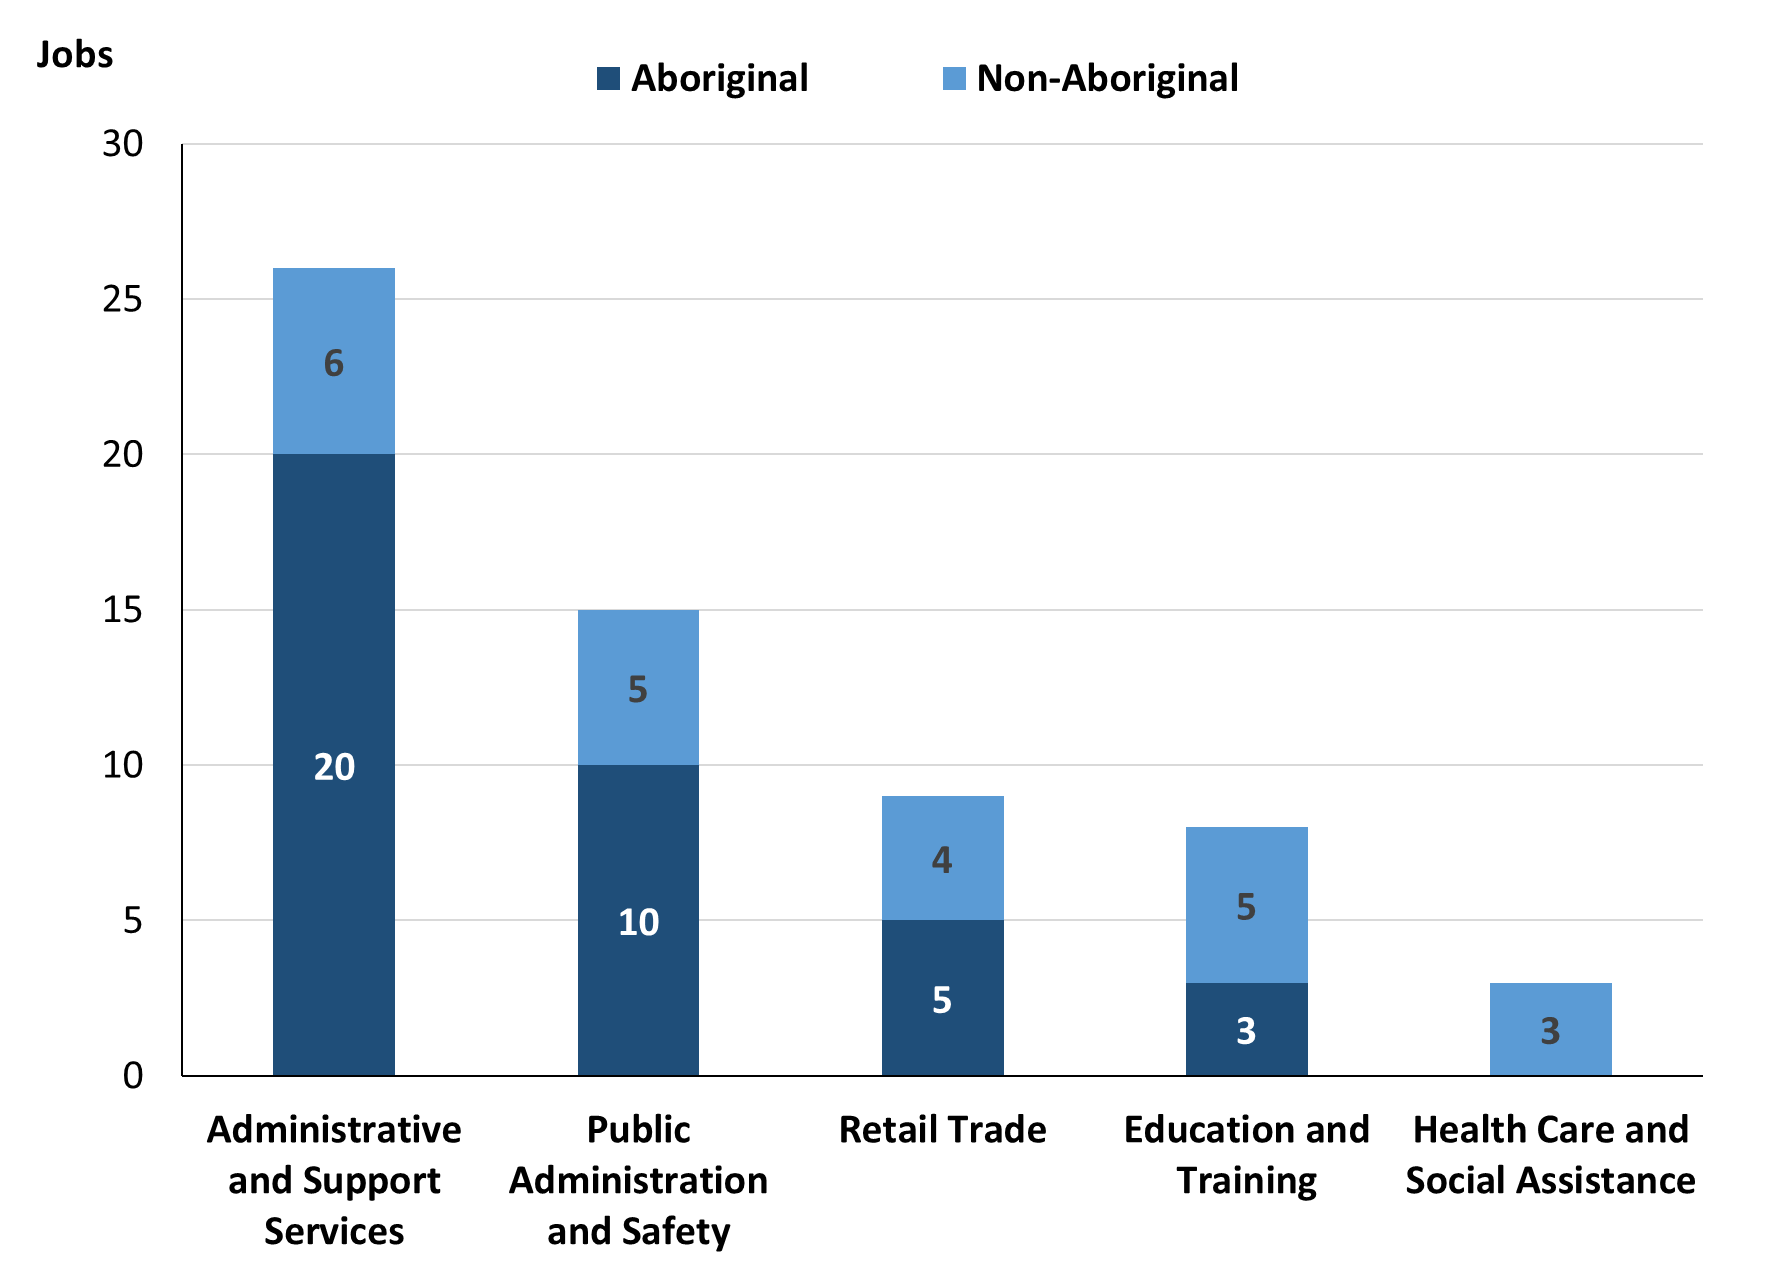 Jobs
Aboriginal
Non-Aboriginal
30
25
20
15
10
5
0
6
20
5
10
4
5
5
3
3
Administrative
and Support
Services
Public
Administration
and Safety
Retail Trade
Education and
Training
Health Care and
Social Assistance